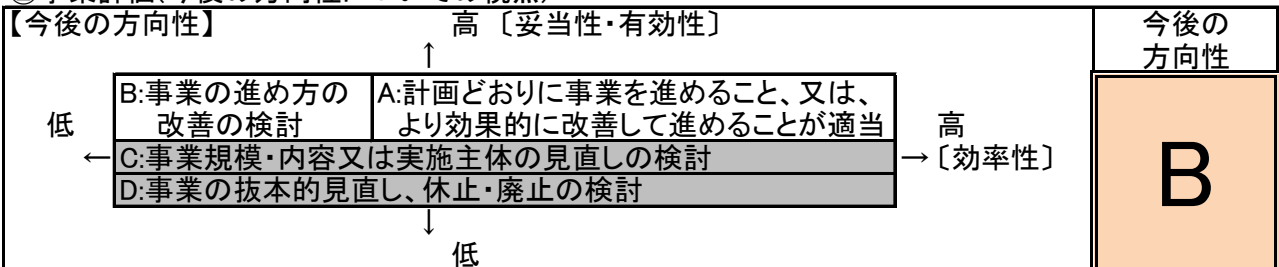 【今後の方向性】
高〔妥当性・有効性〕
今後の
方向性
↑
B:事業の進め方の
改善の検討
A:計画どおりに事業を進めること、又は、
より効果的に改善して進めることが適当
低
←
高
→〔効率性〕
C:事業規模・内容又は実施主体の見直しの検討
D:事業の抜本的見直し、休止・廃止の検討
↓
低
B